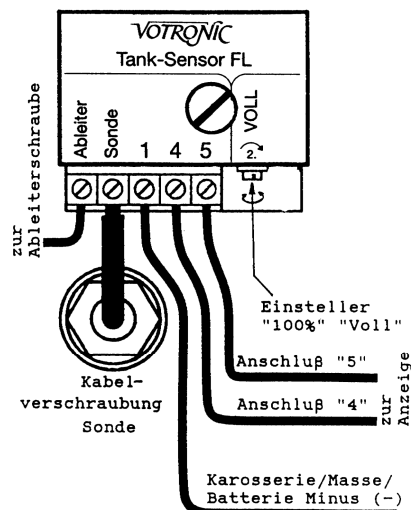 VOTRONIC
Tank-Sensor FL
Ableiter
Sonde
1
4
5
VOLL
2.
zur
Ableiterschraube
Einsteller
"100%" "Voll"
Kabel-
verschraubung
Sonde
Anschluß "5"
Anschluß "4"
zur
Anzeige
Karosserie/Masse/
Batterie Minus (-)